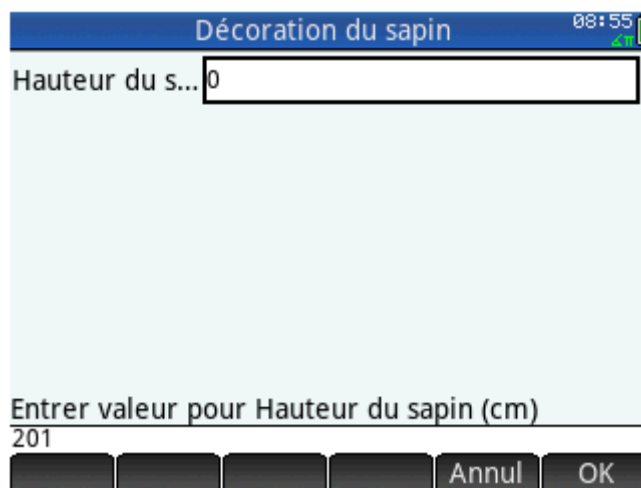 Décoration du sapin 08:55
∡π
Hauteur du s... 0
Entrer valeur pour Hauteur du sapin (cm)
201
Annul OK